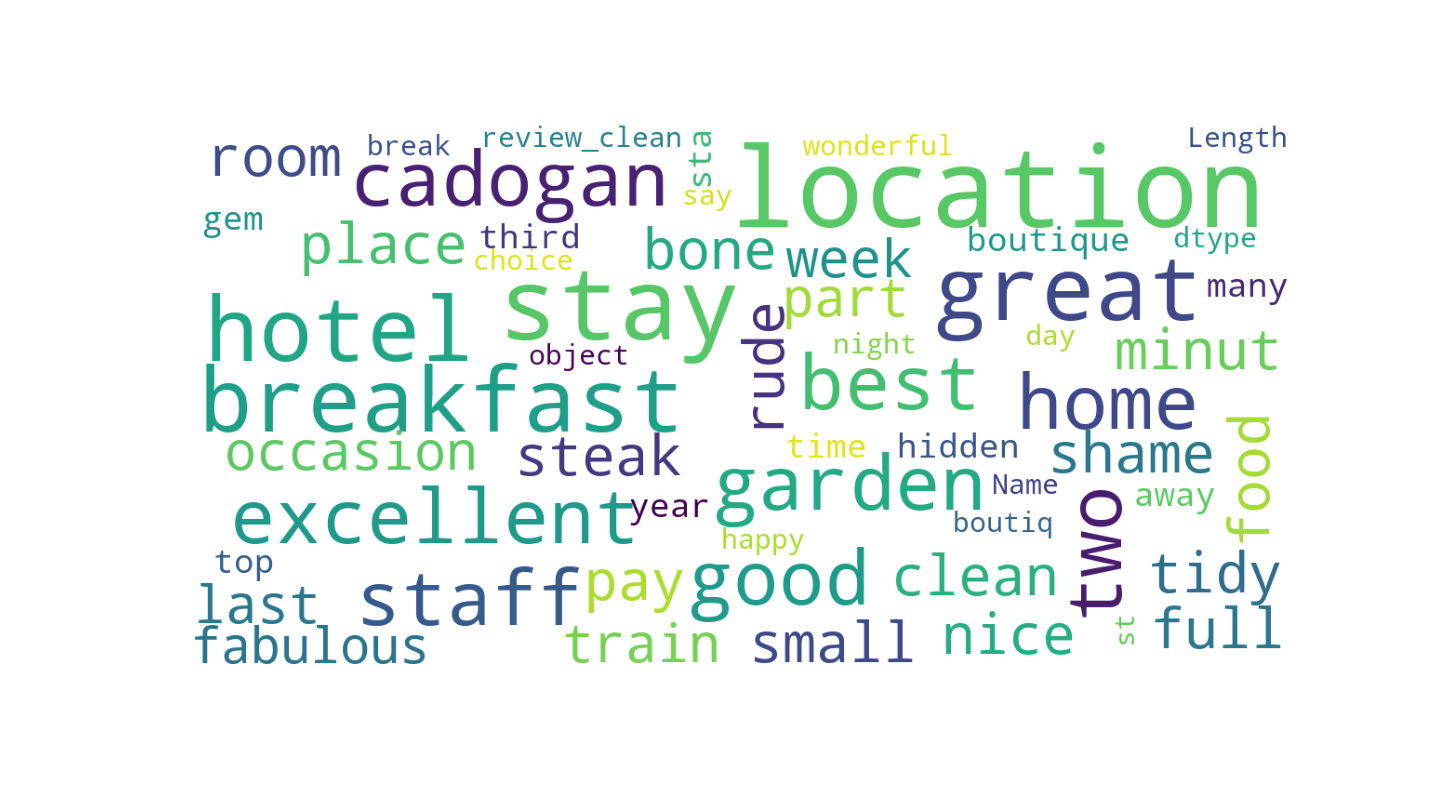 room
break
review_clean
sta
wonderful
Length
cadogan
location
say
gem
place
third
choice
bone
week
boutique
dtype
hotel
stay
part
great
many
object
rude
night
day
minut
breakfast
best
home
occasion
steak
time
hidden
shame
food
garden
Name
away
excellent
year
boutiq
two
top
happy
last
staff
pay
good
clean
tidy
fabulous
train
small
nice
st
full